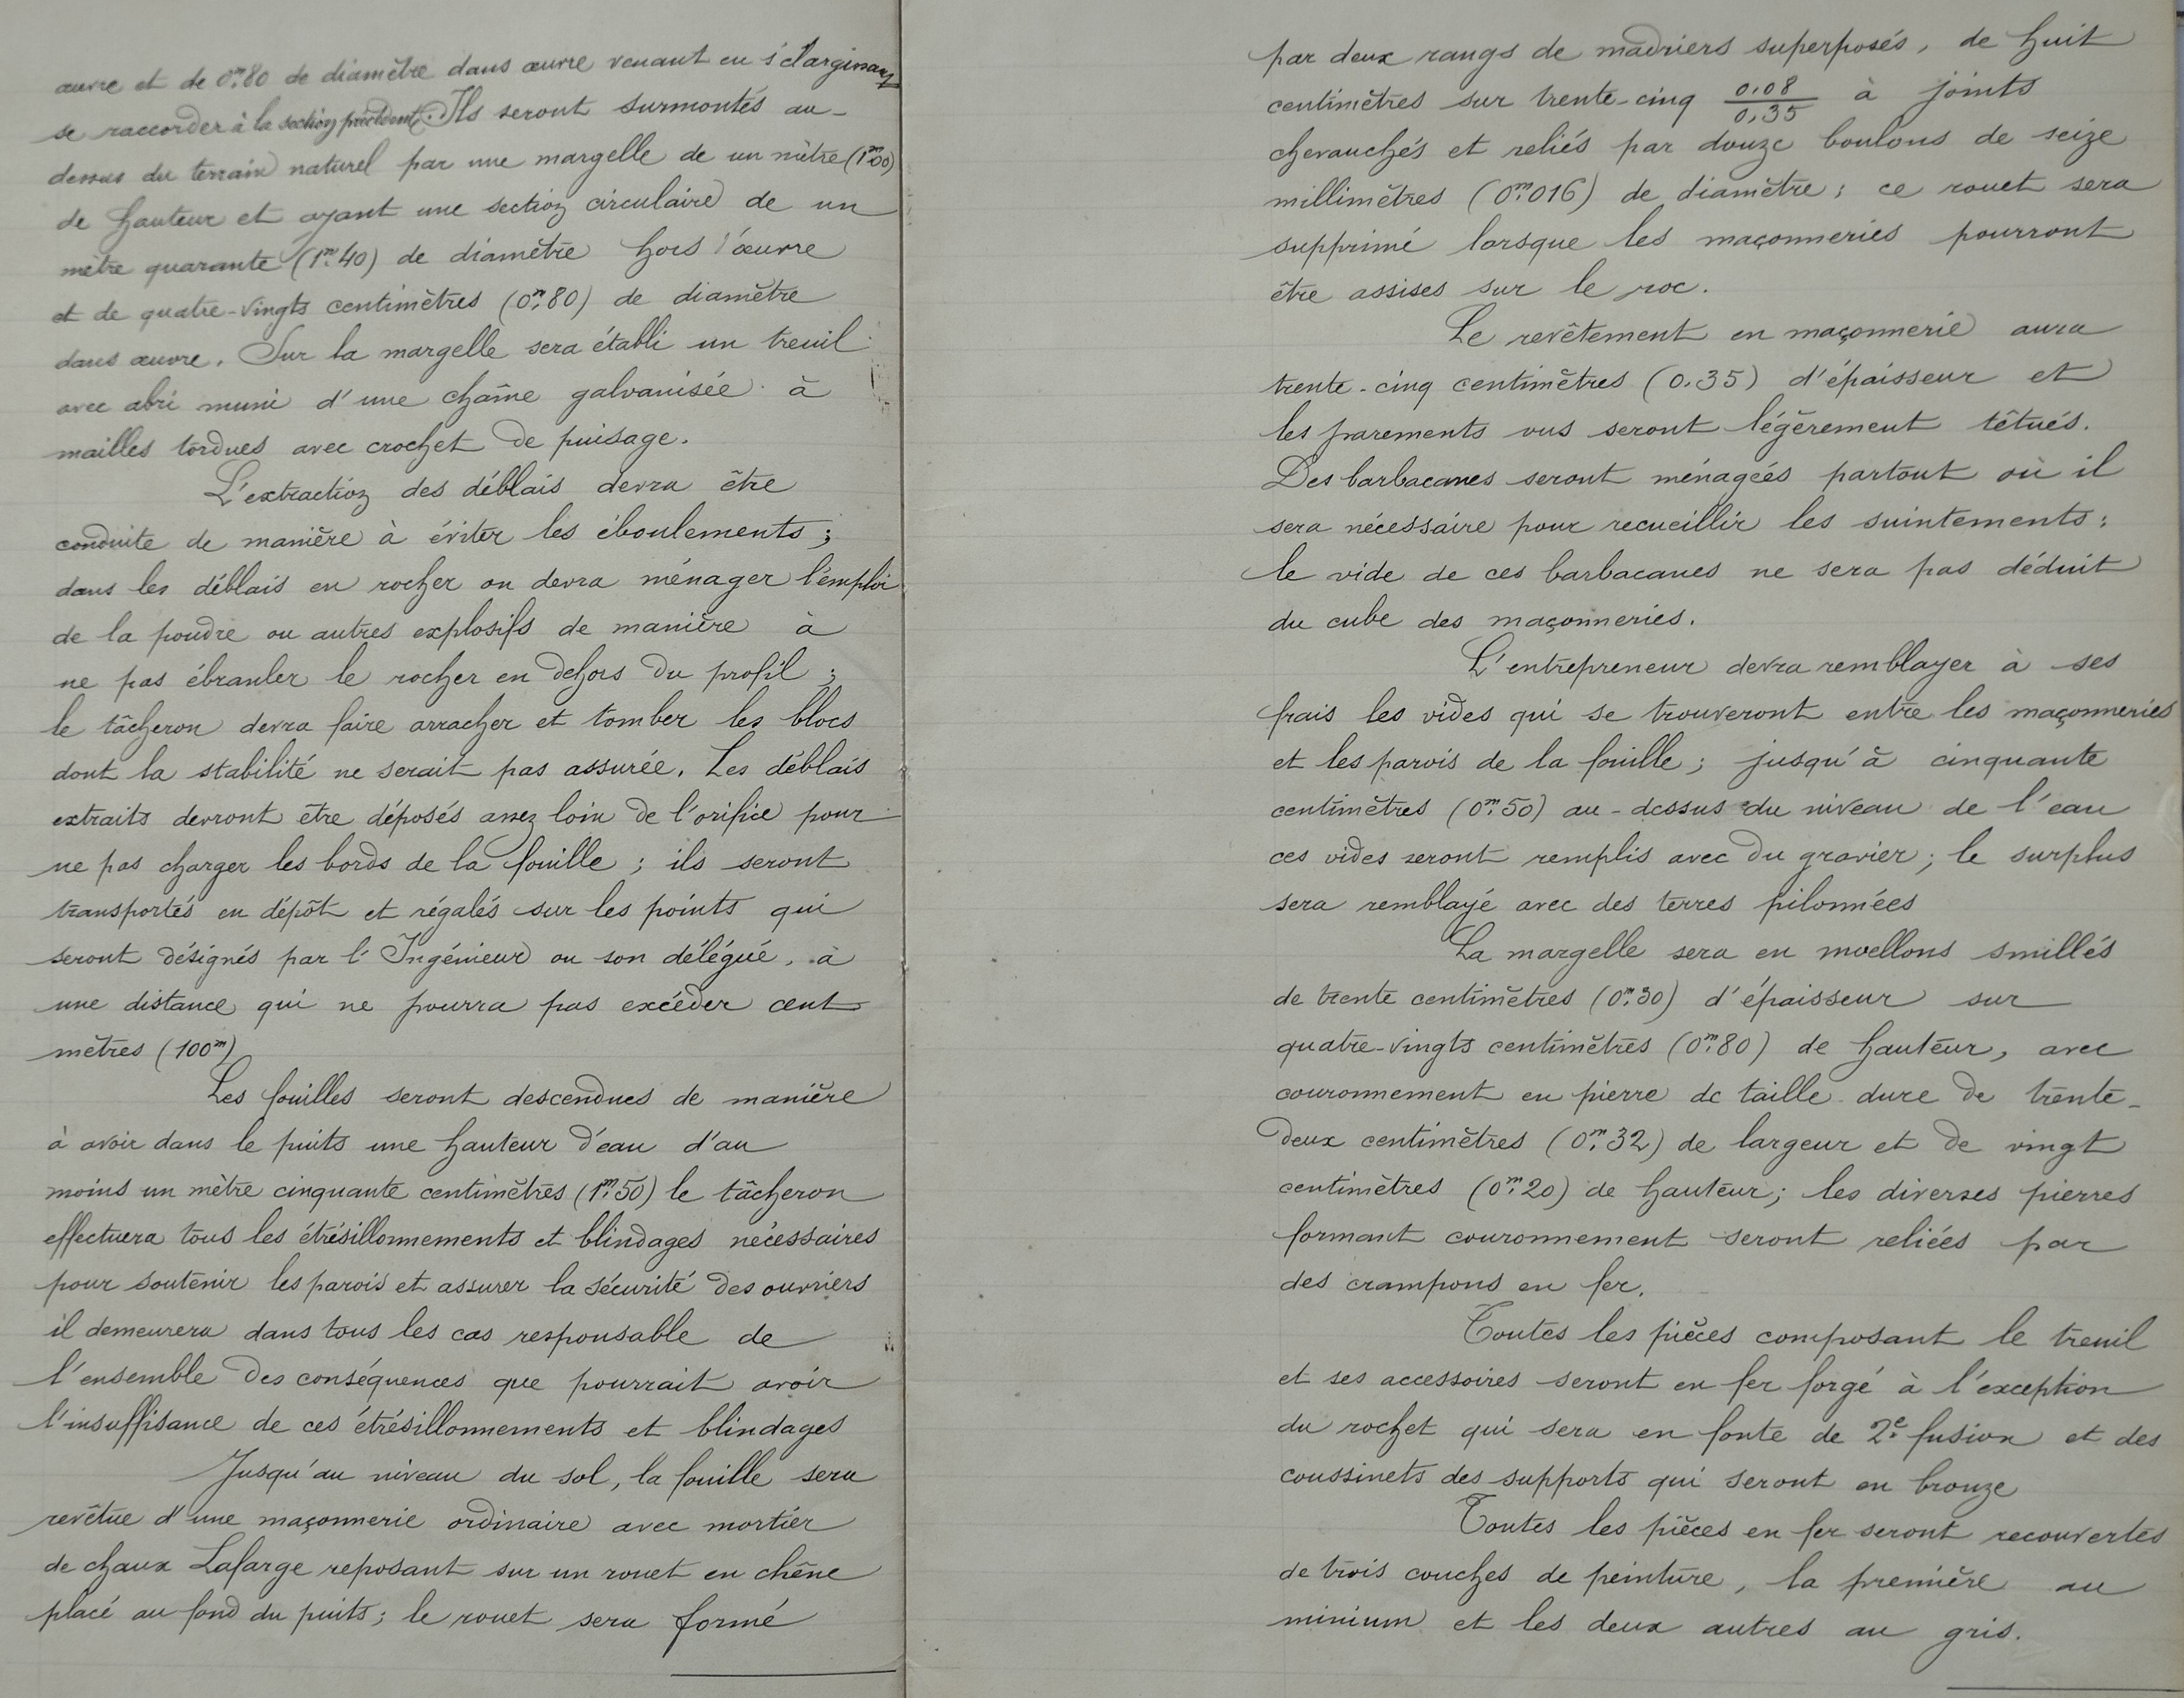 œuvre et de 0m.80 de diamètre dans œuvre venant en s'élargissant
se raccorder à la section précédente. Ils seront surmontés au-
dessus du terrain naturel par une margelle de un mètre (1m00)
de hauteur et ayant une section circulaire de un
mètre quarante (1m.40) de diamètre hors l'œuvre
et de quatre-vingts centimètres (0m.80) de diamètre
dans œuvre. Sur la margelle sera établi un treuil
avec abri muni d'une chaîne galvanisée à
mailles tordues avec crochet de puisage.
L'extraction des déblais devra être
conduite de manière à éviter les éboulements ;
dans les déblais en rocher on devra ménager l'emploi
de la poudre ou autres explosifs de manière à
ne pas ébranler le rocher en dehors du profil ;
le tâcheron devra faire arracher et tomber les blocs
dont la stabilité ne serait pas assurée. Les déblais
extraits devront être déposés assez loin de l'orifice pour
ne pas charger les bords de la fouille ; ils seront
transportés en dépôt et régalés sur les points qui
seront désignés par l'Ingénieur ou son délégué, à
une distance qui ne pourra pas excéder cent
mètres (100m)
Les fouilles seront descendues de manière
à avoir dans le puits une hauteur d'eau d'au
moins un mètre cinquante centimètres (1m.50) le tâcheron
effectuera tous les étrésillonnements et blindages nécessaires
pour soutenir les parois et assurer la sécurité des ouvriers
il demeurera dans tous les cas responsable de
l'ensemble des conséquences que pourrait avoir
l'insuffisance de ces étrésillonnements et blindages
Jusqu'au niveau du sol, la fouille sera
revêtue d'une maçonnerie ordinaire avec mortier
de chaux Lafarge reposant sur un rouet en chêne
placé au fond du puits ; le rouet sera formé
par deux rangs de madriers superposés, de huit
centimètres sur trente-cinq 0.08/0.35 à joints
chevauchés et reliés par douze boulons de seize
millimètres (0m.016) de diamètre ; ce rouet sera
supprimé lorsque les maçonneries pourront
être assises sur le roc.
Le revêtement en maçonnerie aura
trente-cinq centimètres (0.35) d'épaisseur et
les parements vus seront légèrement têtués.
Des barbacanes seront ménagées partout où il
sera nécessaire pour recueillir les suintements ;
le vide de ces barbacanes ne sera pas déduit
du cube des maçonneries.
L'entrepreneur devra remblayer à ses
frais les vides qui se trouveront entre les maçonneries
et les parois de la fouille ; jusqu'à cinquante
centimètres (0m.50) au-dessus du niveau de l'eau
ces vides seront remplis avec du gravier ; le surplus
sera remblayé avec des terres pilonnées
La margelle sera en moellons smillés
de trente centimètres (0m.30) d'épaisseur sur
quatre-vingts centimètres (0m.80) de hauteur, avec
couronnement en pierre de taille dure de trente-
deux centimètres (0m.32) de largeur et de vingt
centimètres (0m.20) de hauteur ; les diverses pierres
formant couronnement seront reliées par
des crampons en fer.
Toutes les pièces composant le treuil
et ses accessoires seront en fer forgé à l'exception
du rochet qui sera en fonte de 2e fusion et des
coussinets des supports qui seront en bronze
Toutes les pièces en fer seront recouvertes
de trois couches de peinture, la première au
minium et les deux autres au gris.